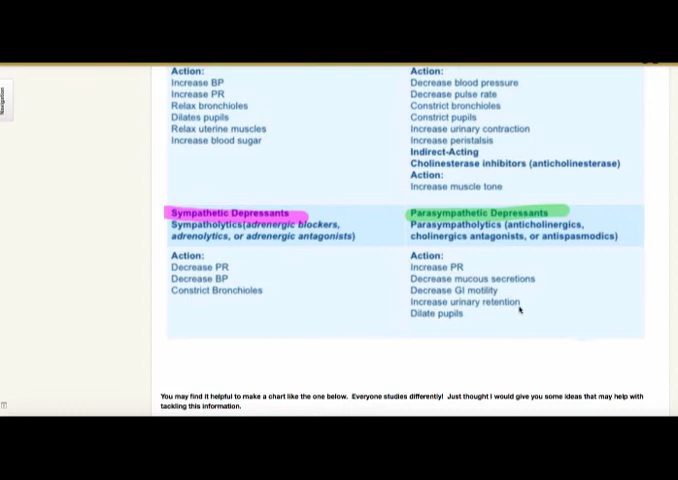 Navigation
Action:
Increase BP
Increase PR
Relax bronchioles
Dilates pupils
Relax uterine muscles
Increase blood sugar
Action:
Decrease blood pressure
Decrease pulse rate
Constrict bronchioles
Constrict pupils
Increase urinary contraction
Increase peristalsis
Indirect-Acting
Cholinesterase inhibitors (anticholinesterase)
Action:
Increase muscle tone
Sympathetic Depressants
Sympatholytics(adrenergic blockers,
adrenolytics, or adrenergic antagonists)
Parasympathetic Depressants
Parasympatholytics (anticholinergics,
cholinergics antagonists, or antispasmodics)
Action:
Decrease PR
Decrease BP
Constrict Bronchioles
Action:
Increase PR
Decrease mucous secretions
Decrease GI motility
Increase urinary retention
Dilate pupils
You may find it helpful to make a chart like the one below. Everyone studies differently! Just thought I would give you some ideas that may help with
tackling this information.